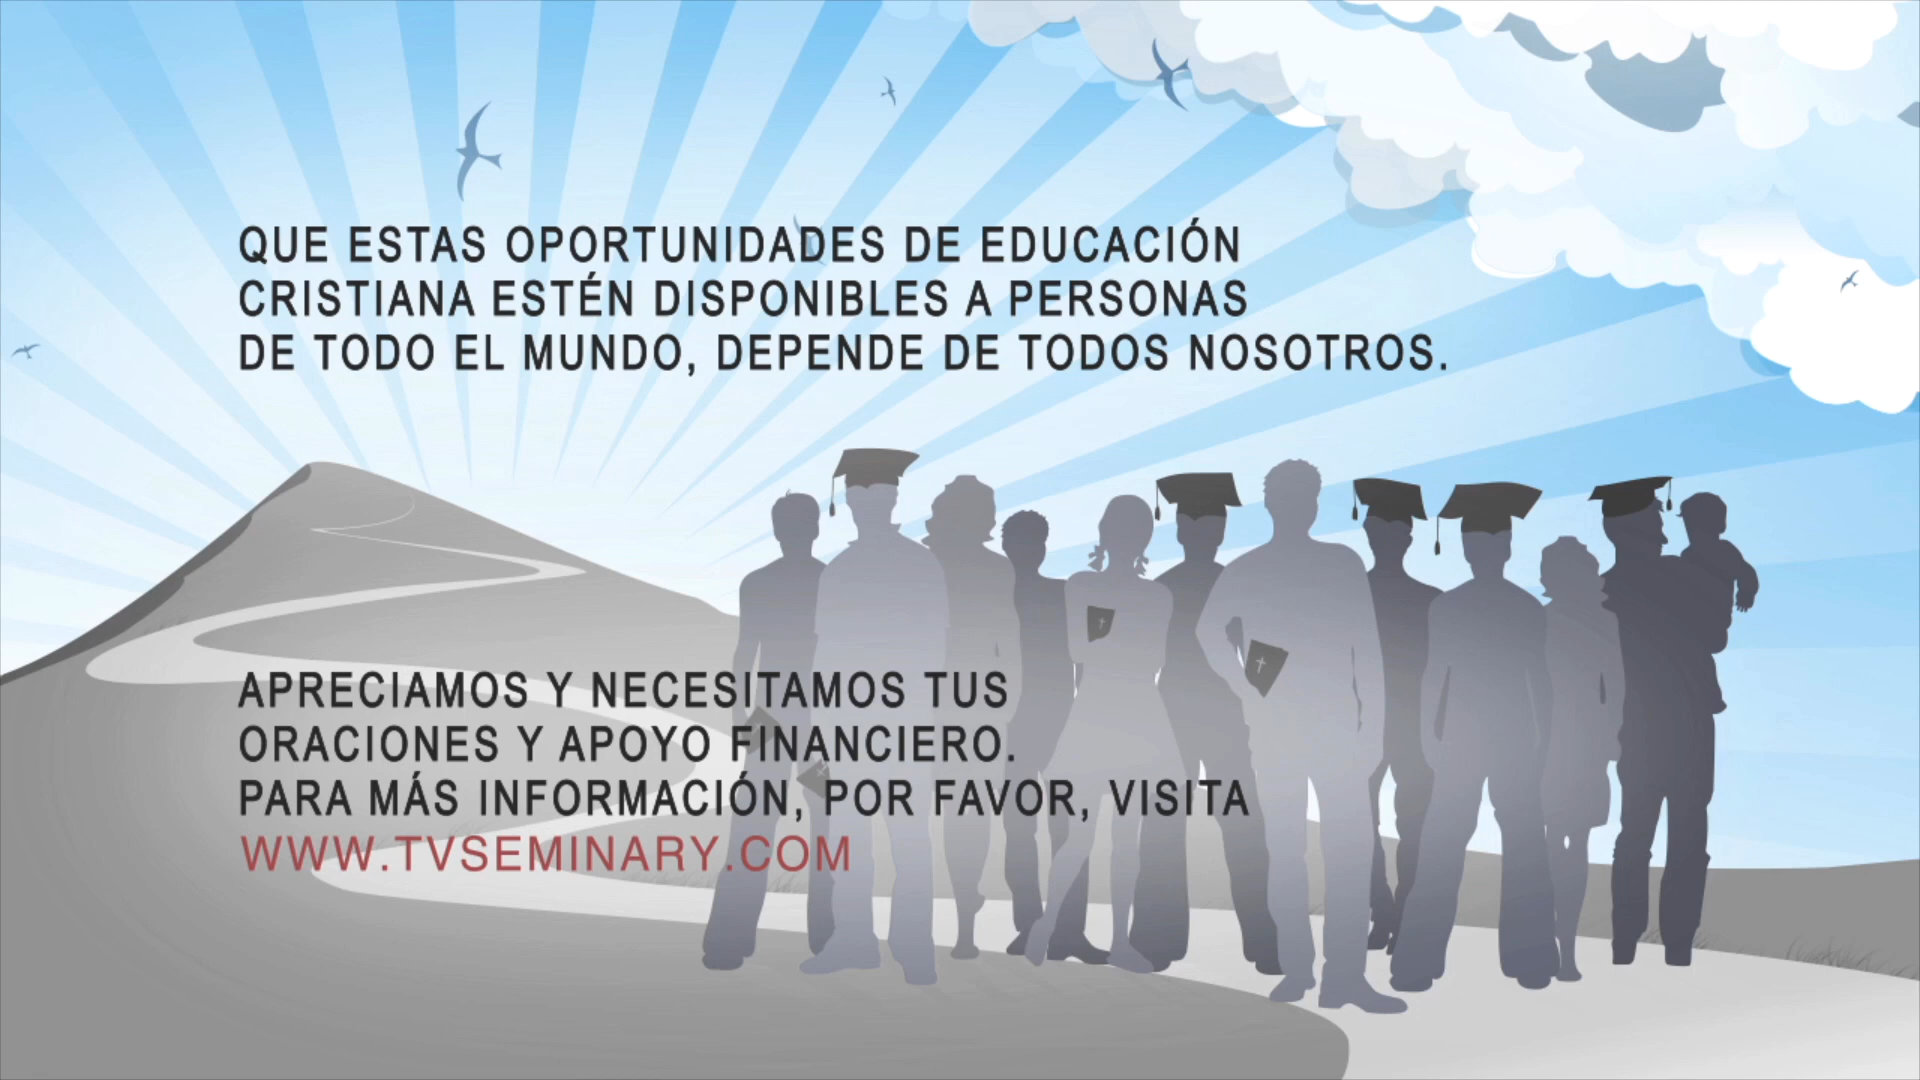 QUE ESTAS OPORTUNIDADES DE EDUCACIÓN
CRISTIANA ESTÉN DISPONIBLES A PERSONAS
DE TODO EL MUNDO, DEPENDE DE TODOS NOSOTROS.
APRECIAMOS Y NECESITAMOS TUS
ORACIONES Y APOYO FINANCIERO.
PARA MÁS INFORMACIÓN, POR FAVOR, VISITA
WWW.TVSEMINARY.COM